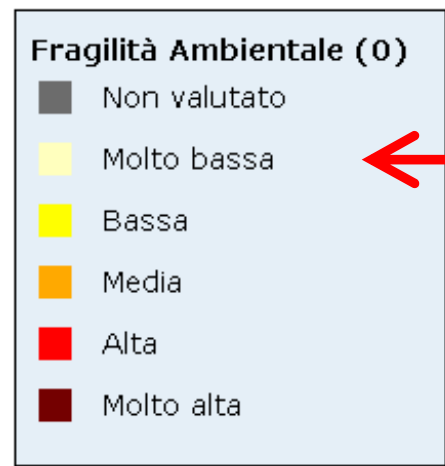 Fragilità Ambientale (0)
Non valutato
Molto bassa
Bassa
Media
Alta
Molto alta